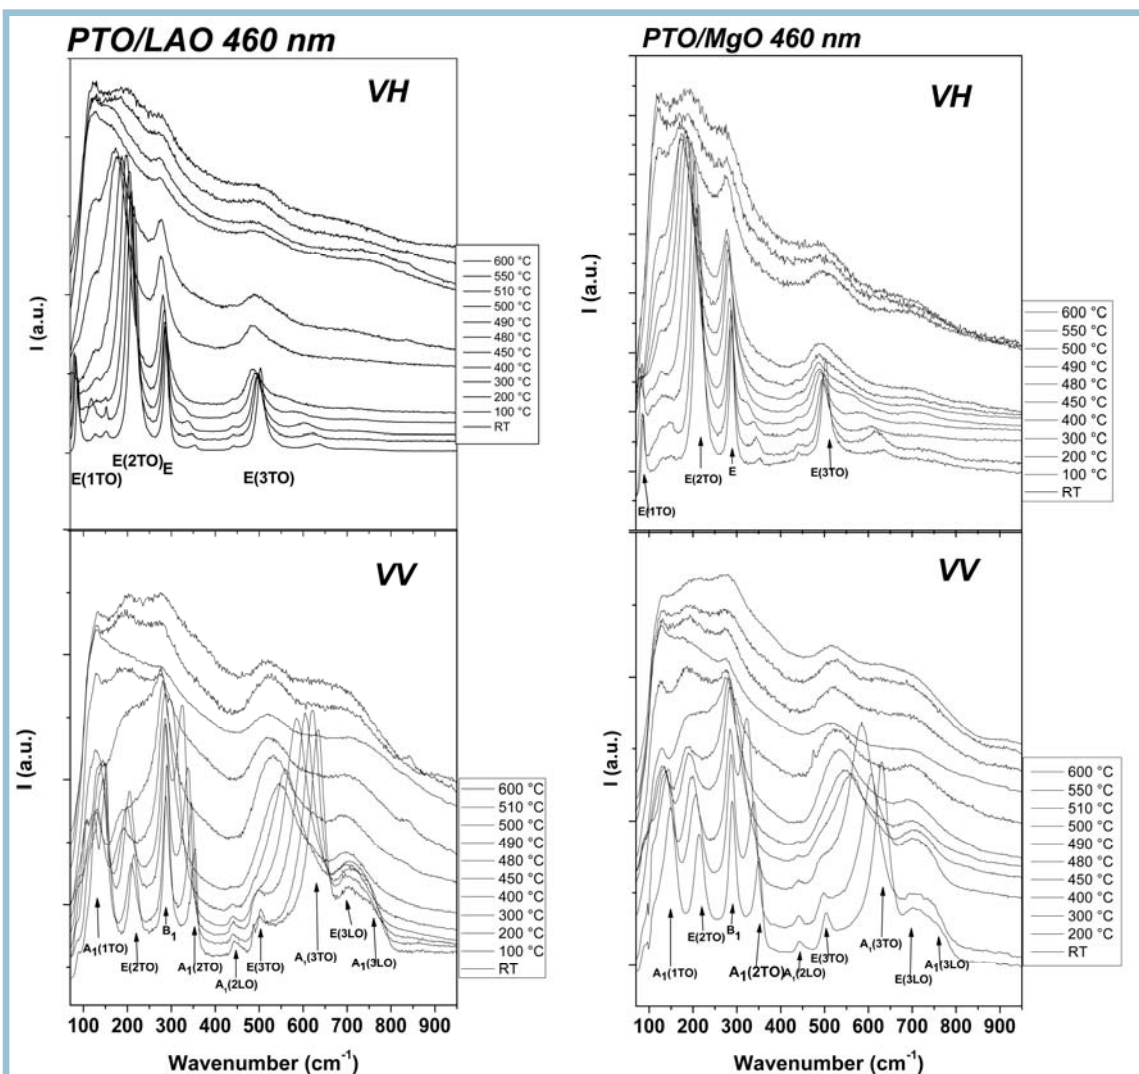 PTO/LAO 460 nm
VH
I (a.u.)
600 °C
550 °C
510 °C
500 °C
490 °C
480 °C
450 °C
400 °C
300 °C
200 °C
100 °C
RT
E(1TO)
E(2TO)
E
E(3TO)
PTO/MgO 460 nm
VH
I (a.u.)
600 °C
550 °C
500 °C
490 °C
480 °C
450 °C
400 °C
300 °C
200 °C
100 °C
RT
E(1TO)
E(2TO)
E
E(3TO)
VV
I (a.u.)
600 °C
510 °C
500 °C
490 °C
480 °C
450 °C
400 °C
300 °C
200 °C
100 °C
RT
A1(1TO)
E(2TO)
B1
A1(2TO)
A1(2LO)
E(3TO)
A1(3TO)
E(3LO)
A1(3LO)
100 200 300 400 500 600 700 800 900
Wavenumber (cm-1)
VV
I (a.u.)
600 °C
550 °C
510 °C
500 °C
490 °C
480 °C
450 °C
400 °C
300 °C
200 °C
RT
A1(1TO)
E(2TO)
B1
A1(2TO)
A1(2LO)
E(3TO)
A1(3TO)
E(3LO)
A1(3LO)
100 200 300 400 500 600 700 800 900
Wavenumber (cm-1)